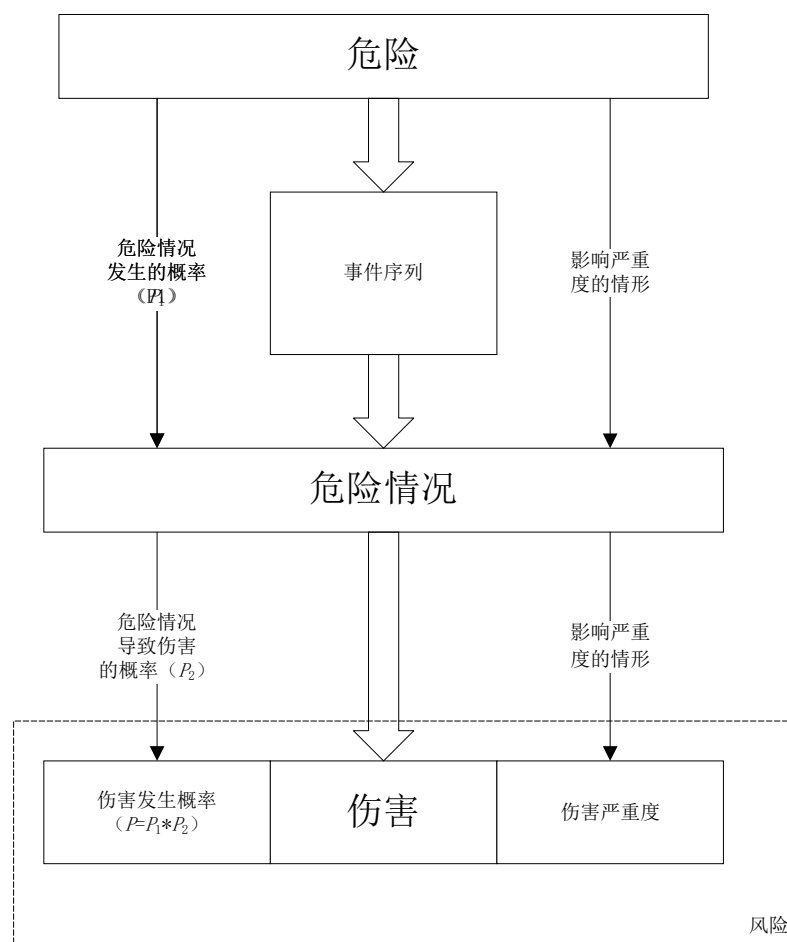 危险
危险情况
发生的概率
（P1）
事件序列
影响严重
度的情形
危险情况
危险情况
导致伤害
的概率（P₂）
影响严重
度的情形
伤害发生概率
（P=P₁*P₂）
伤害
伤害严重度
风险